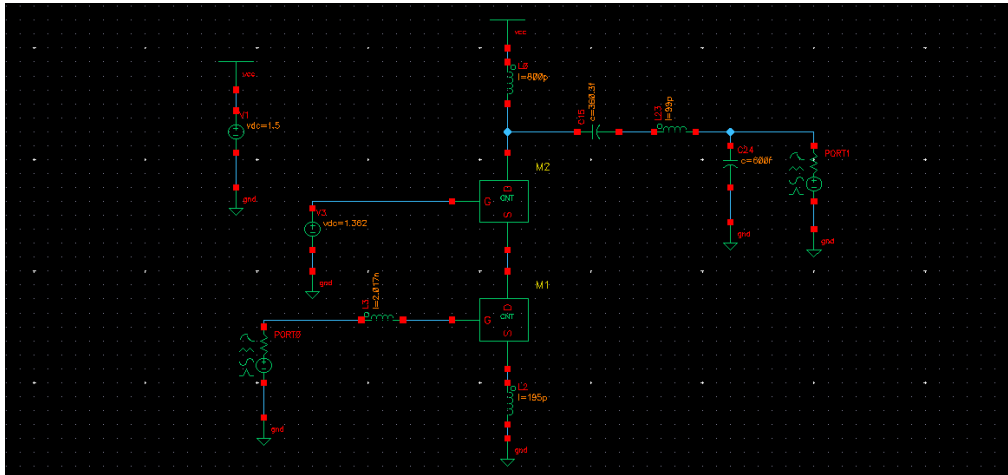 vcc
L0
l=800p
vcc
V1
vdc=1.5
gnd
C15
c=360.3f
L23
l=99p
C24
c=600f
gnd
PORT1
gnd
M2
D
G
CNT
S
V3
vdc=1.362
gnd
M1
D
G
CNT
S
L3
l=2.017n
PORT0
gnd
L2
l=195p
gnd